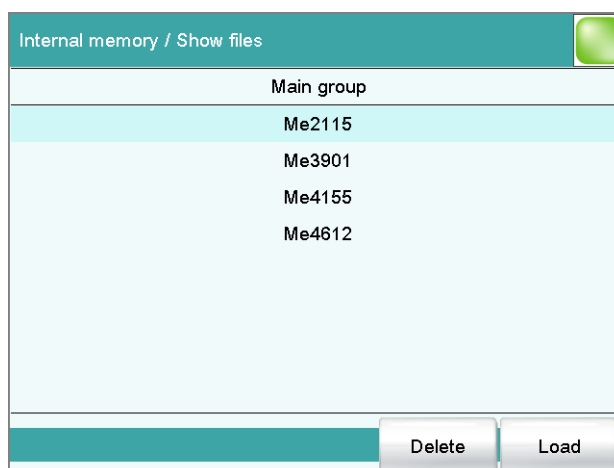 Internal memory / Show files
Main group
Me2115
Me3901
Me4155
Me4612
Delete Load